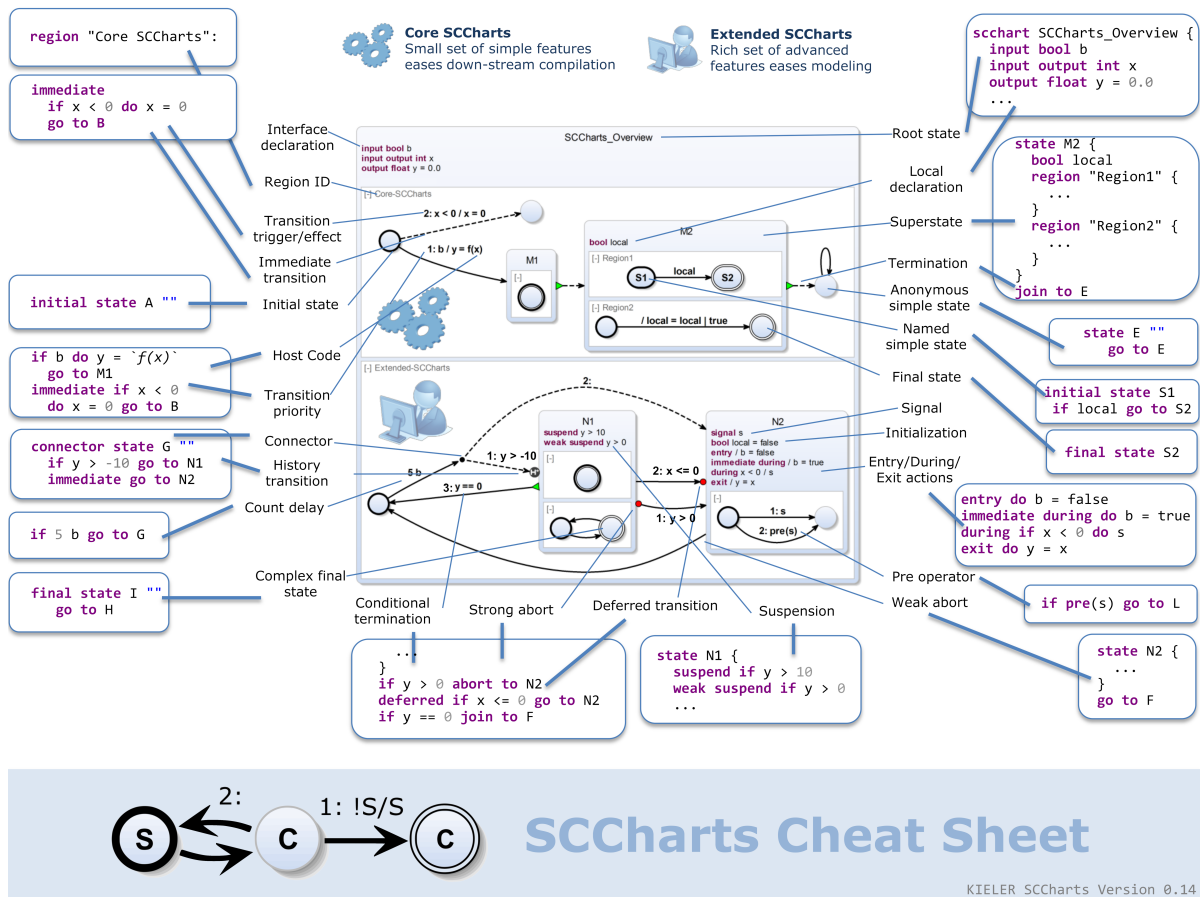 region "Core SCCharts":
immediate
if x < 0 do x = 0
go to B
Core SCCharts
Small set of simple features
eases down-stream compilation
Extended SCCharts
Rich set of advanced
features eases modeling
scchart SCCharts_Overview {
input bool b
input output int x
output float y = 0.0
...
Interface
declaration
Region ID
Transition
trigger/effect
Immediate
transition
Initial state
Host Code
Transition
priority
Connector
History
transition
Count delay
Complex final
state
initial state A ""
if b do y = `f(x)`
go to M1
immediate if x < 0
do x = 0 go to B
connector state G ""
if y > -10 go to N1
immediate go to N2
if 5 b go to G
final state I ""
go to H
SCCharts_Overview
input bool b
input output int x
output float y = 0.0
[-] Core-SCCharts
2: x < 0 / x = 0
1: b / y = f(x)
M1
[-]
M2
bool local
[-] Region1
S1
local
S2
[-] Region2
/ local = local | true
[-] Extended-SCCharts
2:
N1
suspend y > 10
weak suspend y > 0
[-]
[-]
1: y > -10
H*
5 b
3: y == 0
2: x <= 0
1: y > 0
N2
signal s
bool local = false
entry / b = false
immediate during / b = true
during x < 0 / s
exit / y = x
[-]
1: s
2: pre(s)
Root state
Local
declaration
Superstate
Termination
Anonymous
simple state
Named
simple state
Final state
Signal
Initialization
Entry/During/
Exit actions
Pre operator
Weak abort
state M2 {
bool local
region "Region1" {
...
}
region "Region2" {
...
}
}
join to E
state E ""
go to E
initial state S1
if local go to S2
final state S2
entry do b = false
immediate during do b = true
during if x < 0 do s
exit do y = x
if pre(s) go to L
state N2 {
...
}
go to F
Conditional
termination
Strong abort
Deferred transition
Suspension
...
}
if y > 0 abort to N2
deferred if x <= 0 go to N2
if y == 0 join to F
state N1 {
suspend if y > 10
weak suspend if y > 0
...
S
2:
C
1: !S/S
C
SCCharts Cheat Sheet
KIELER SCCharts Version 0.14